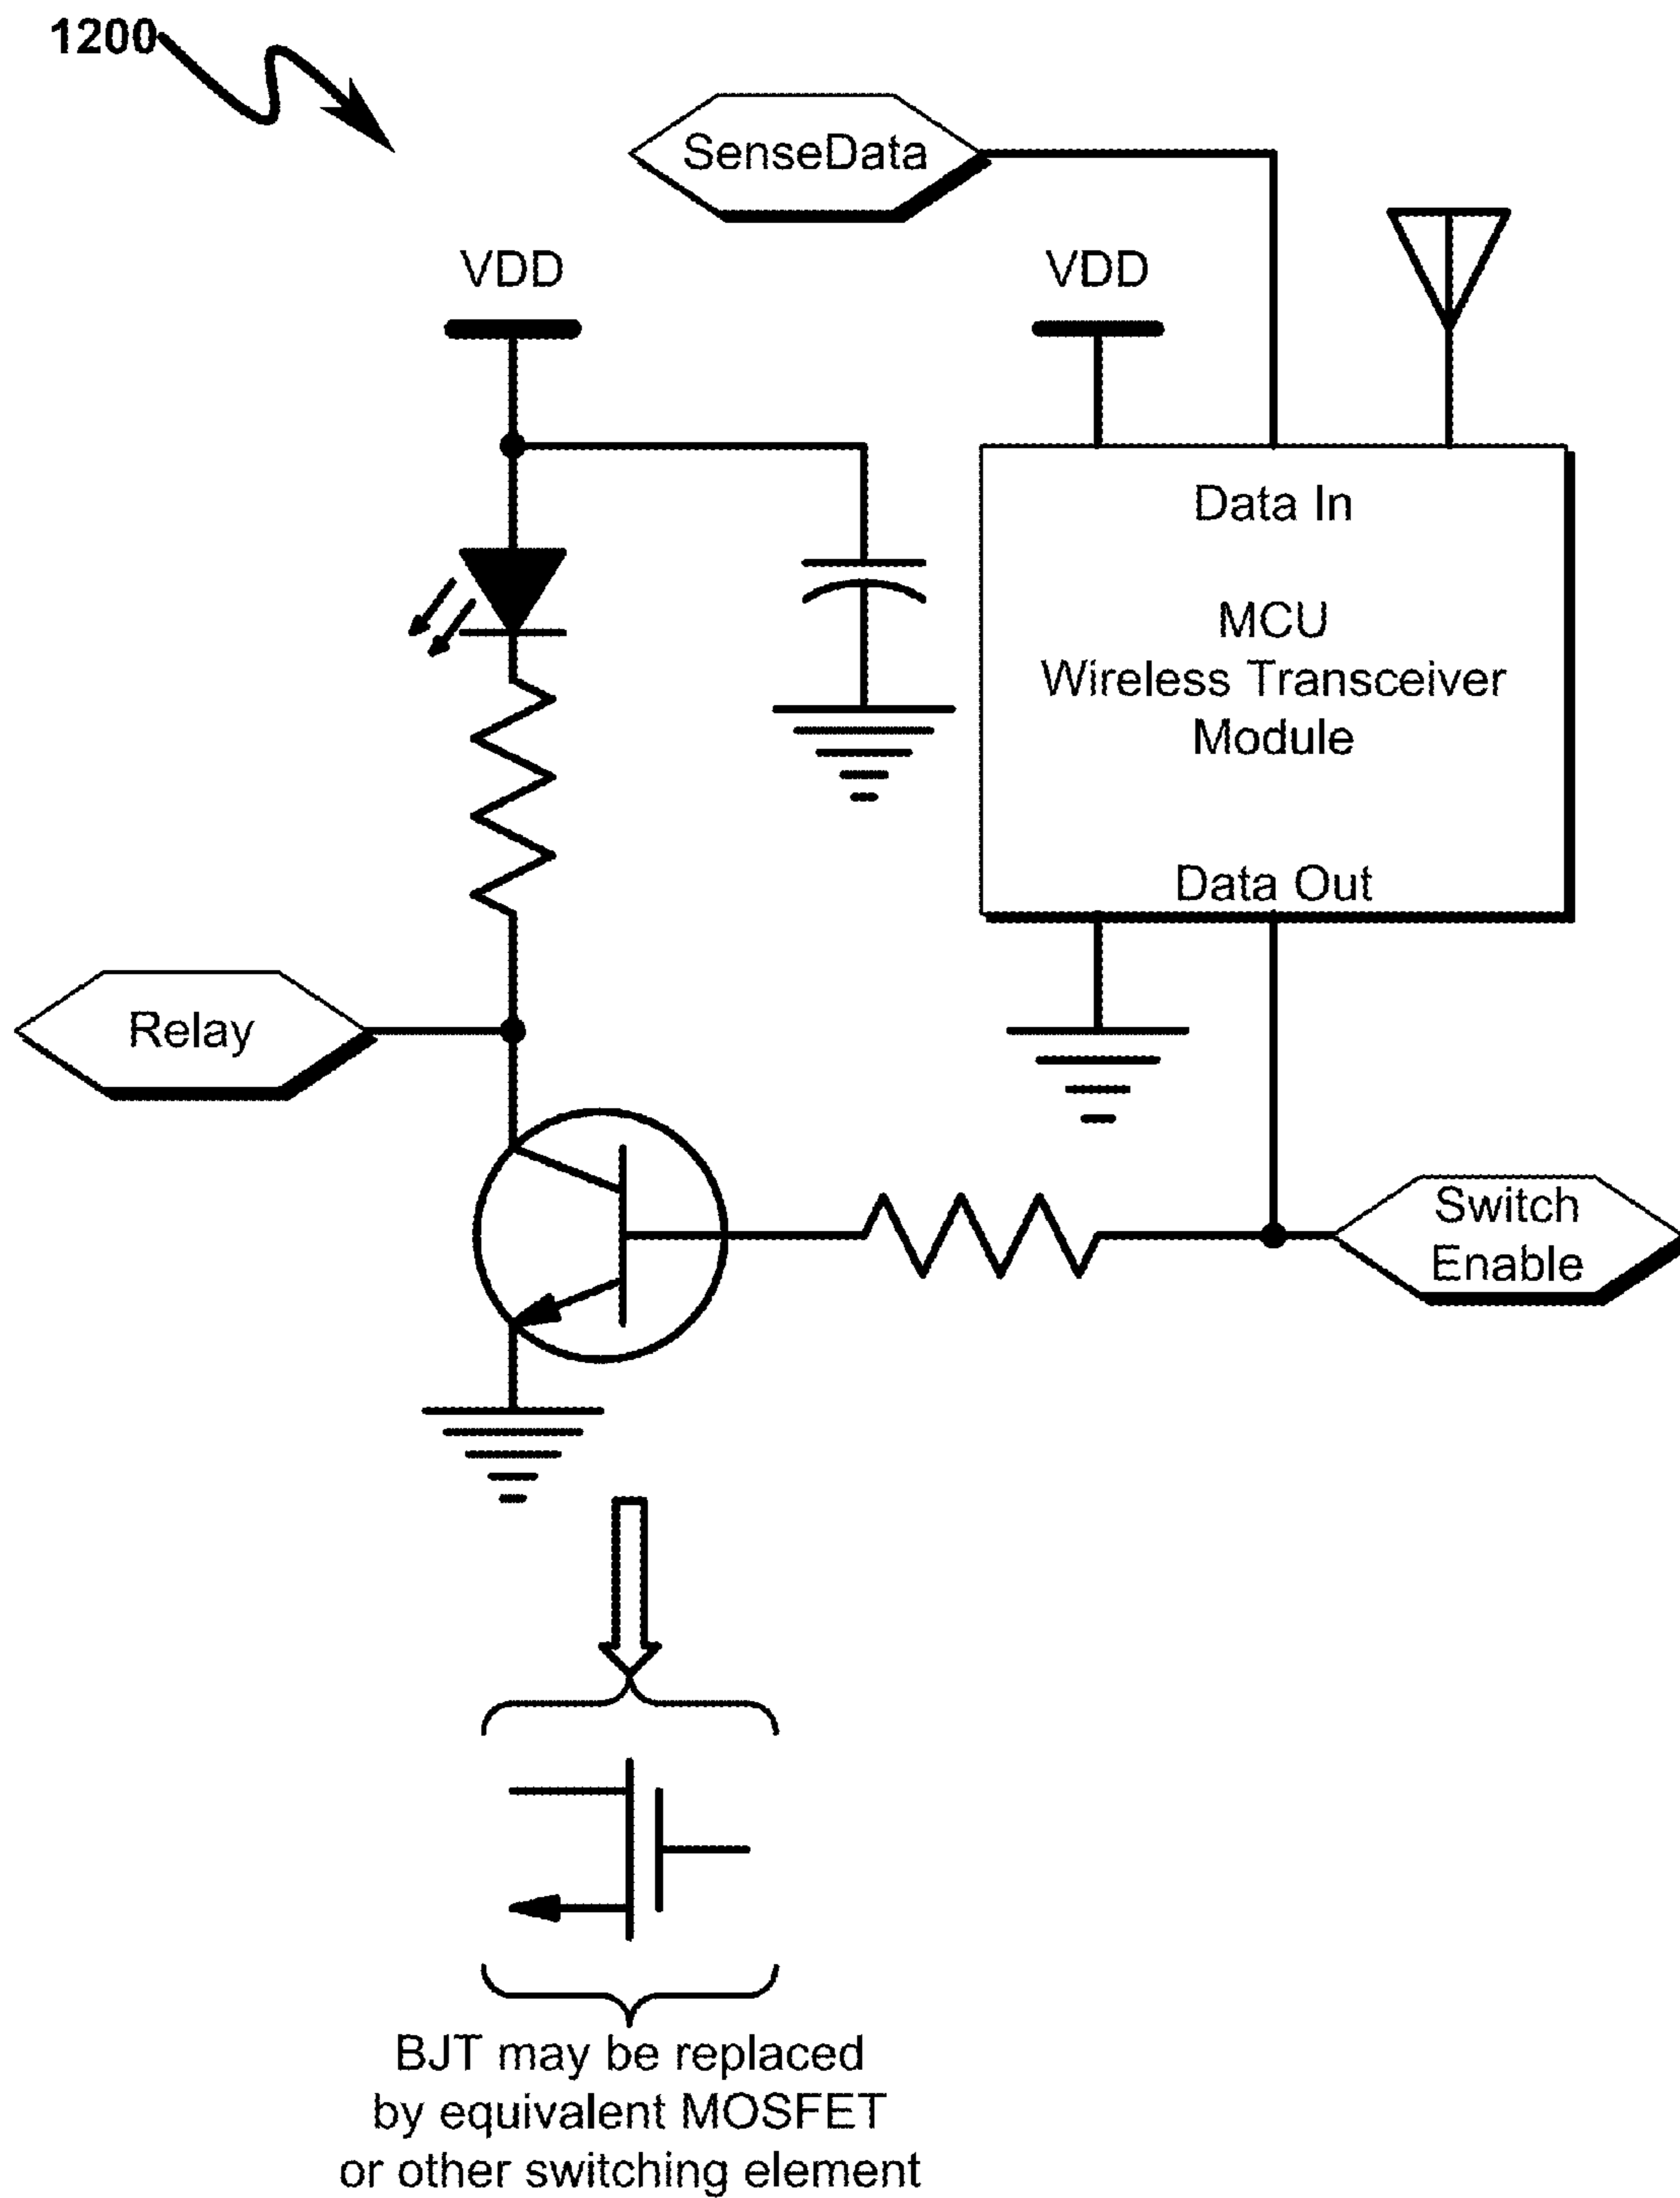 1200
SenseData
VDD
VDD
Data In
MCU
Wireless Transceiver
Module
Data Out
Relay
Switch
Enable
BJT may be replaced
by equivalent MOSFET
or other switching element